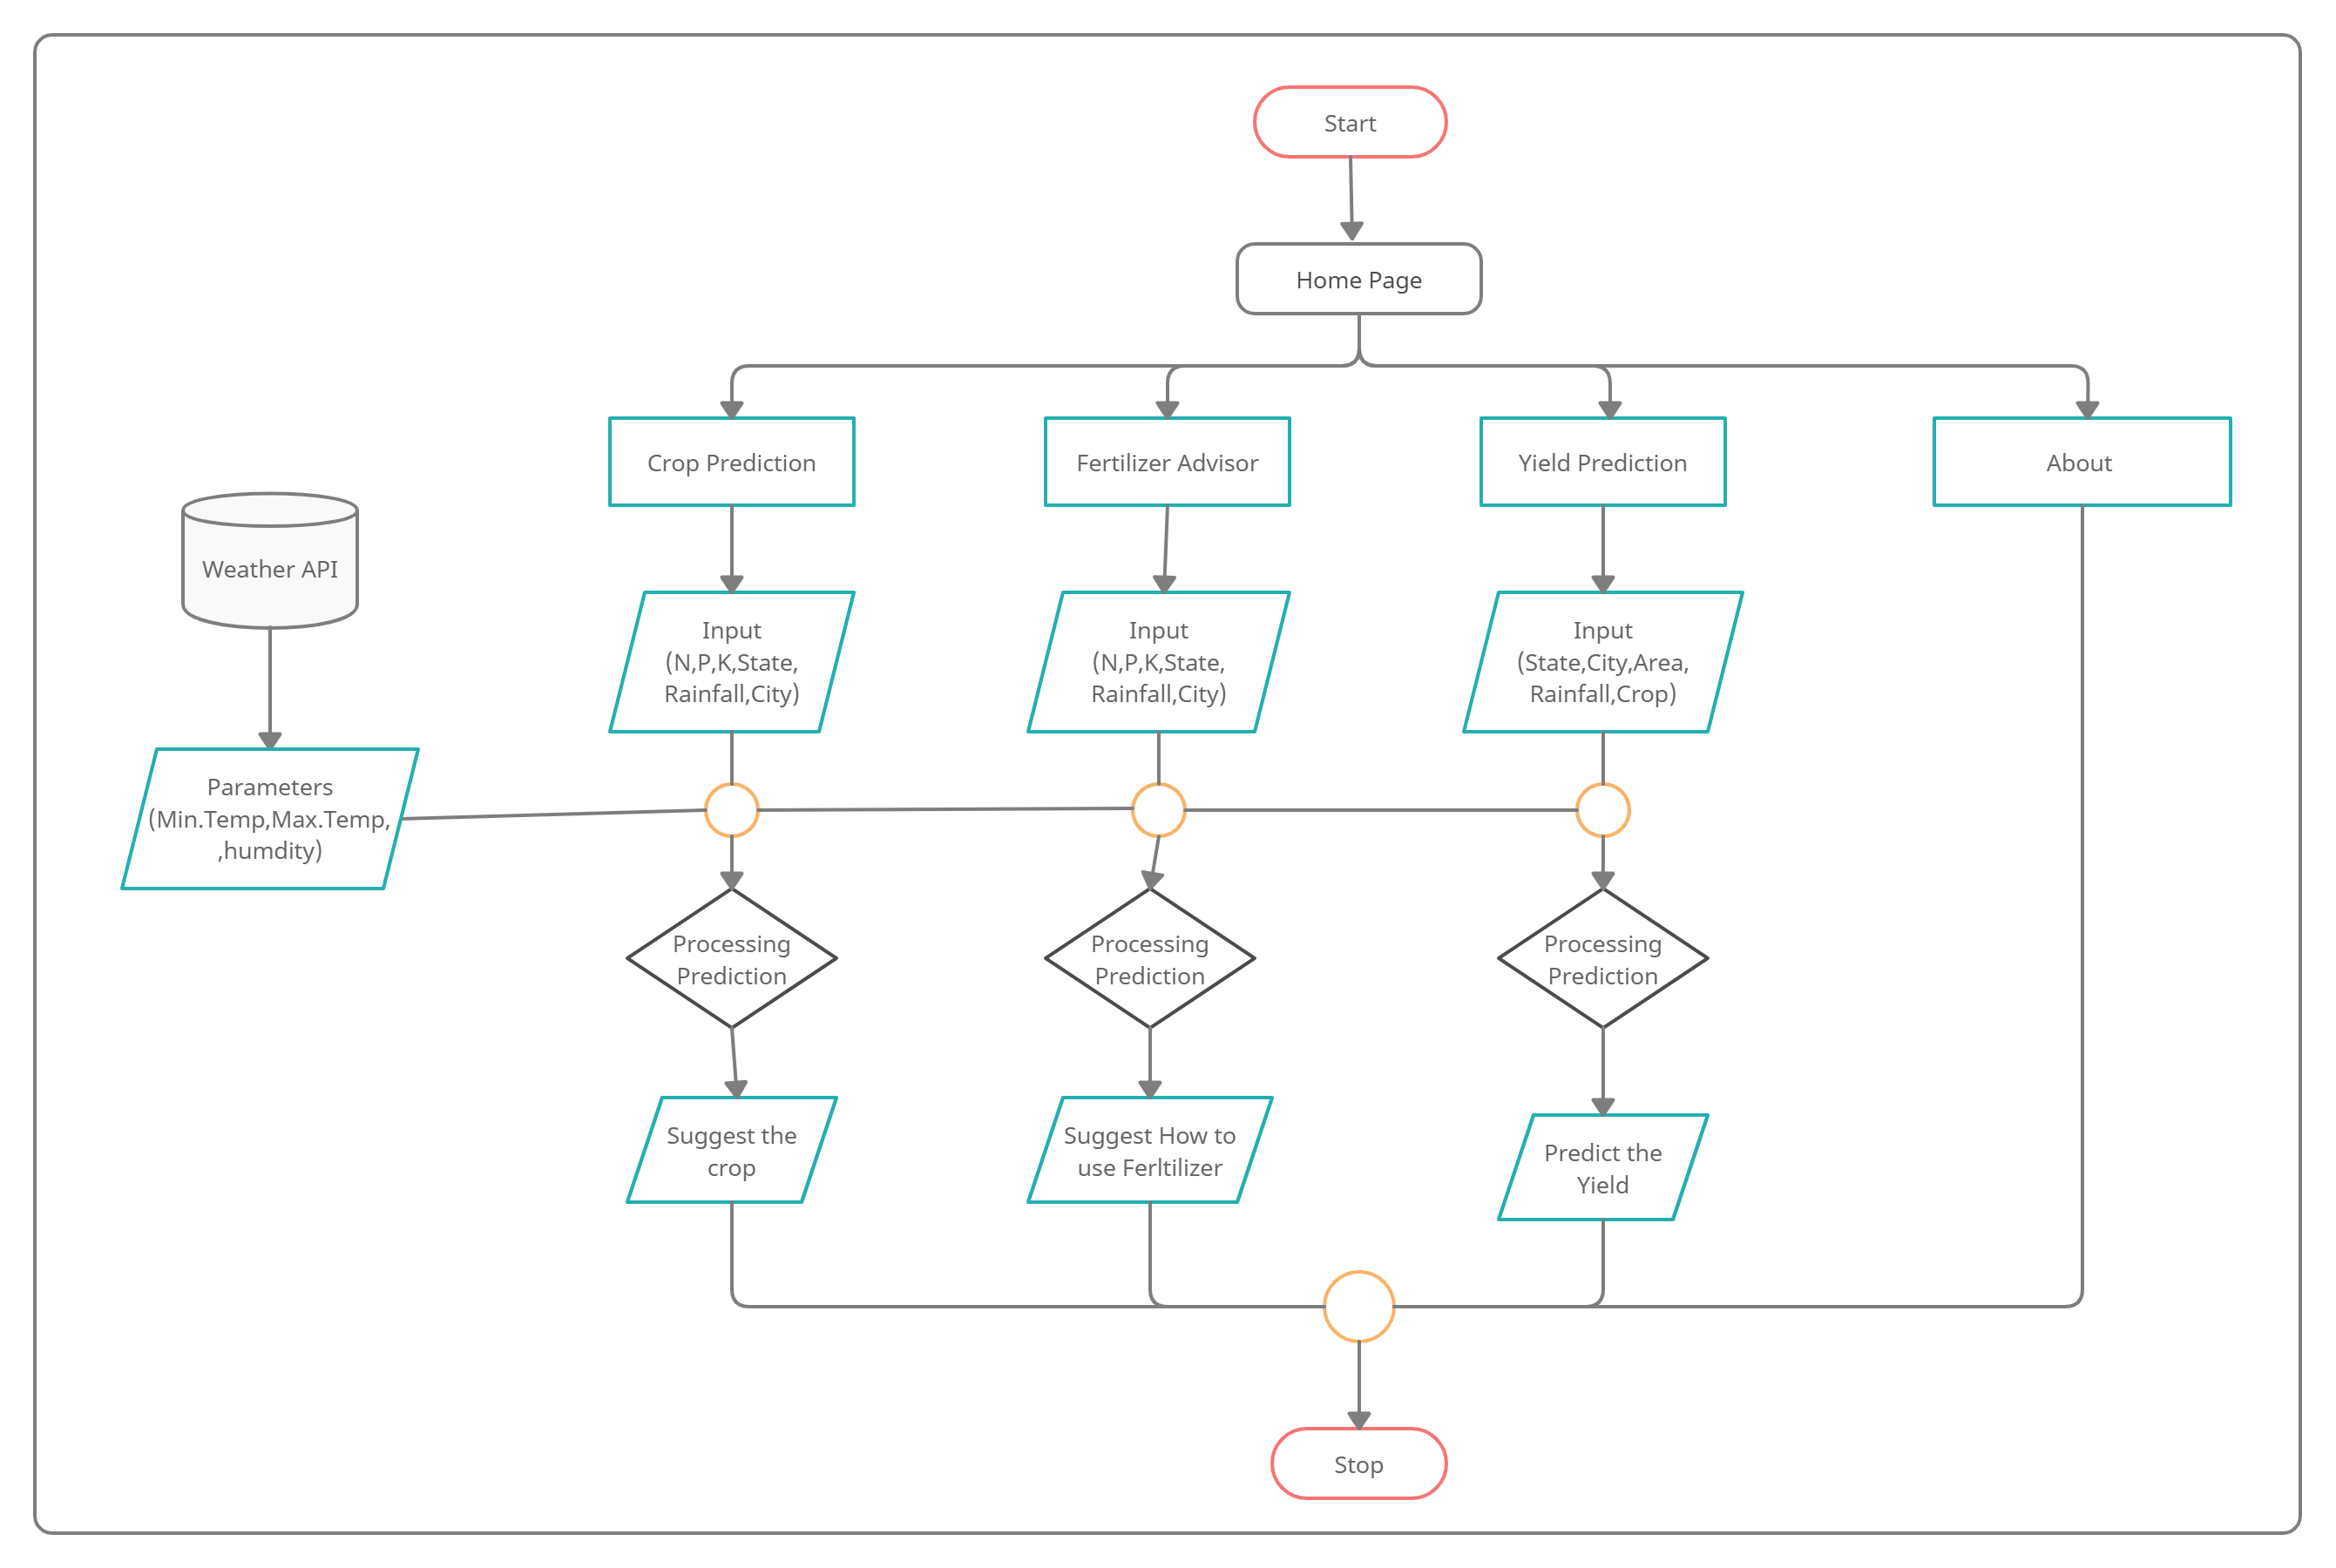 Start
Home Page
Crop Prediction
Fertilizer Advisor
Yield Prediction
About
Weather API
Input
(N,P,K,State,
Rainfall,City)
Input
(N,P,K,State,
Rainfall,City)
Input
(State,City,Area,
Rainfall,Crop)
Parameters
(Min.Temp,Max.Temp,
,humdity)
Processing
Prediction
Processing
Prediction
Processing
Prediction
Suggest the
crop
Suggest How to
use Ferltilizer
Predict the
Yield
Stop